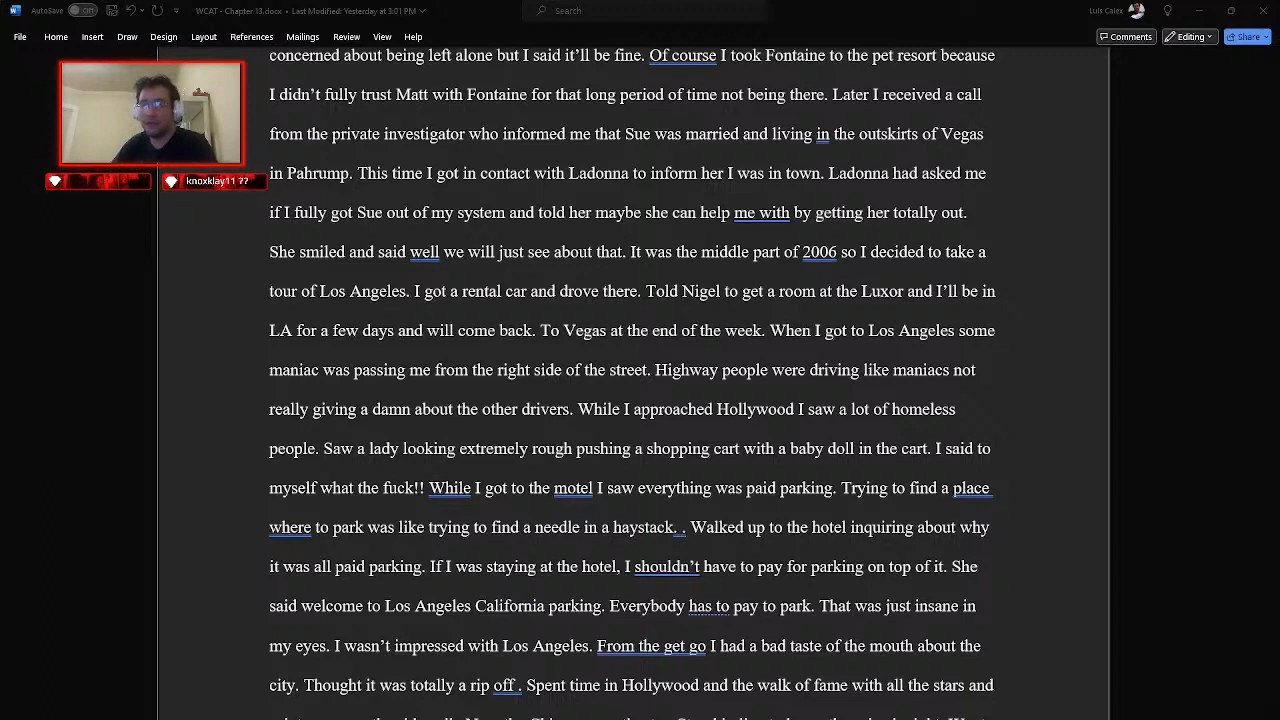 AutoSave Off WCAT - Chapter 13.docx • Last Modified: Yesterday at 3:01 PM Search Luis Calex
File Home Insert Draw Design Layout References Mailings Review View Help Comments Editing Share
concerned about being left alone but I said it'll be fine. Of course I took Fontaine to the pet resort because
I didn't fully trust Matt with Fontaine for that long period of time not being there. Later I received a call
from the private investigator who informed me that Sue was married and living in the outskirts of Vegas
in Pahrump. This time I got in contact with Ladonna to inform her I was in town. Ladonna had asked me
knoxklay11 ??
if I fully got Sue out of my system and told her maybe she can help me with by getting her totally out.
She smiled and said well we will just see about that. It was the middle part of 2006 so I decided to take a
tour of Los Angeles. I got a rental car and drove there. Told Nigel to get a room at the Luxor and I'll be in
LA for a few days and will come back. To Vegas at the end of the week. When I got to Los Angeles some
maniac was passing me from the right side of the street. Highway people were driving like maniacs not
really giving a damn about the other drivers. While I approached Hollywood I saw a lot of homeless
people. Saw a lady looking extremely rough pushing a shopping cart with a baby doll in the cart. I said to
myself what the fuck!! While I got to the motel I saw everything was paid parking. Trying to find a place
where to park was like trying to find a needle in a haystack. . Walked up to the hotel inquiring about why
it was all paid parking. If I was staying at the hotel, I shouldn't have to pay for parking on top of it. She
said welcome to Los Angeles California parking. Everybody has to pay to park. That was just insane in
my eyes. I wasn't impressed with Los Angeles. From the get go I had a bad taste of the mouth about the
city. Thought it was totally a rip off . Spent time in Hollywood and the walk of fame with all the stars and